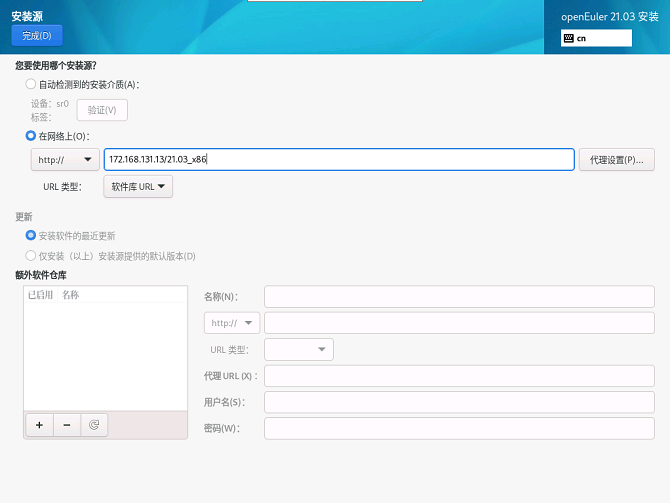 安装源
openEuler 21.03 安装
完成(D)
cn
您要使用哪个安装源？
自动检测到的安装介质(A)：
设备：sr0
标签：
验证(V)
在网络上(O)：
http://
172.168.131.13/21.03_x86
代理设置(P)...
URL 类型：
软件库 URL
更新
安装软件的最近更新
仅安装（以上）安装源提供的默认版本(D)
额外软件仓库
已启用 名称
名称(N)：
http://
URL 类型：
代理 URL (X)：
用户名(S)：
密码(W)：